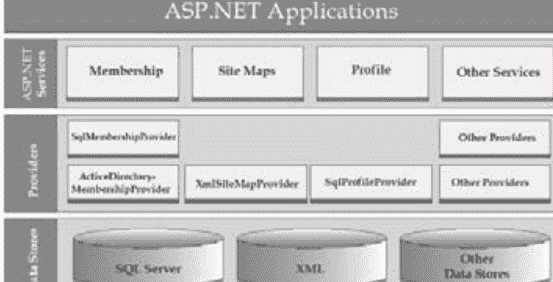 ASP.NET Applications
ASP.NET
Services
Membership
Site Maps
Profile
Other Services
Providers
SqlMembershipProvider
Other Providers
ActiveDirectory-
MembershipProvider
XmlSiteMapProvider
SqlProfileProvider
Other Providers
Data Stores
SQL Server
XML
Other
Data Stores